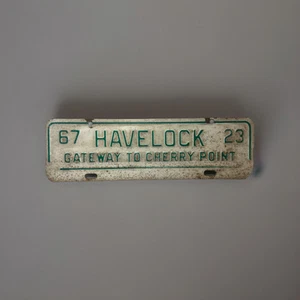 67 HAVELOCK 23
GATEWAY TO CHERRY POINT